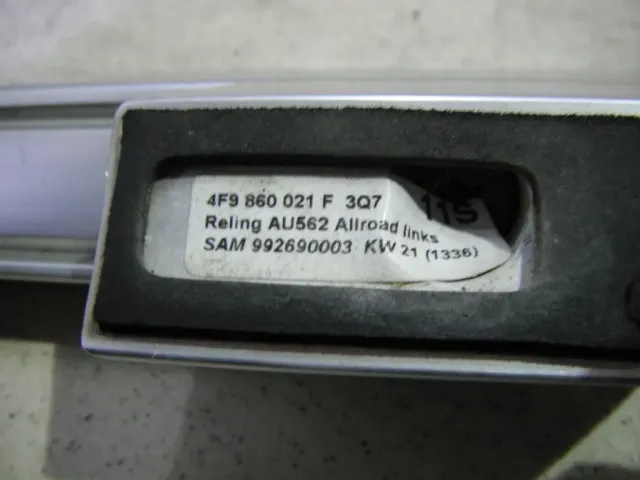 4F9 860 021 F 3Q7
115
Reling AU562 Allroad links
SAM 992690003 KW 21 (1336)